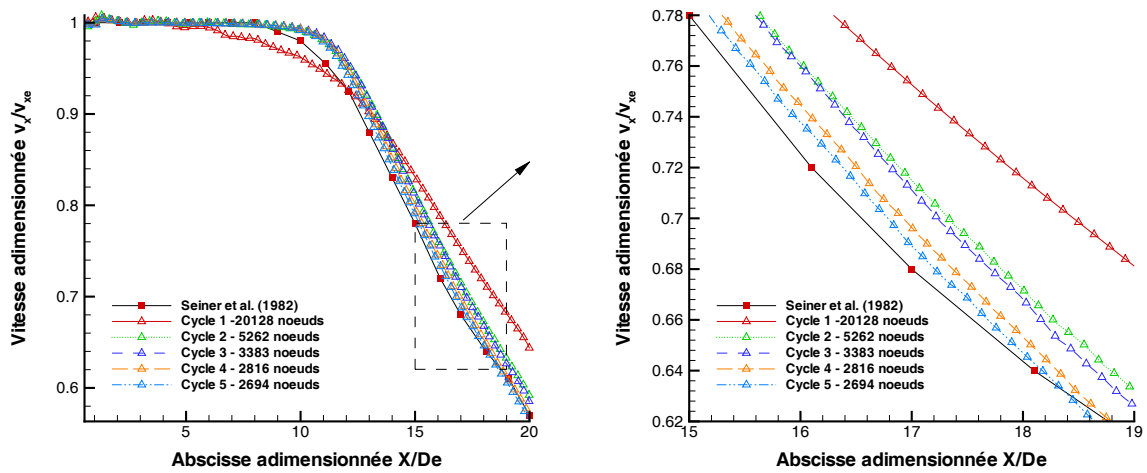 Vitesse adimensionnée vx/vxe
1
0.9
0.8
0.7
0.6
5
10
15
20
Abscisse adimensionnée X/De
Seiner et al. (1982)
Cycle 1 -20128 noeuds
Cycle 2 - 5262 noeuds
Cycle 3 - 3383 noeuds
Cycle 4 - 2816 noeuds
Cycle 5 - 2694 noeuds
Vitesse adimensionnée vx/vxe
0.78
0.76
0.74
0.72
0.7
0.68
0.66
0.64
0.62
15
16
17
18
19
Abscisse adimensionnée X/De
Seiner et al. (1982)
Cycle 1 -20128 noeuds
Cycle 2 - 5262 noeuds
Cycle 3 - 3383 noeuds
Cycle 4 - 2816 noeuds
Cycle 5 - 2694 noeuds